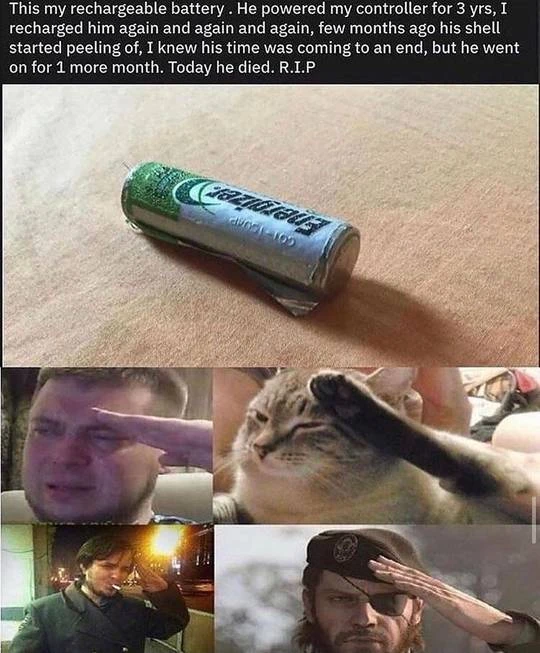 This my rechargeable battery . He powered my controller for 3 yrs, I
recharged him again and again and again, few months ago his shell
started peeling of, I knew his time was coming to an end, but he went
on for 1 more month. Today he died. R.I.P
Energizer